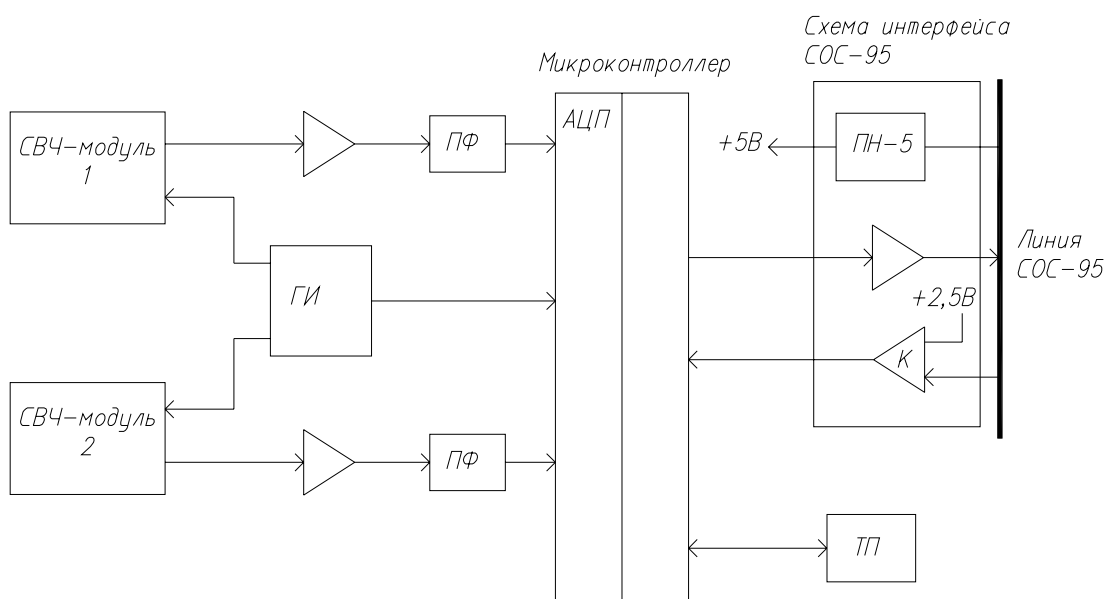 Схема интерфейса
СОС-95
Микроконтроллер
СВЧ-модуль
1
ПФ
АЦП
+5В
ПН-5
ГИ
Линия
СОС-95
+2,5В
К
СВЧ-модуль
2
ПФ
ТП